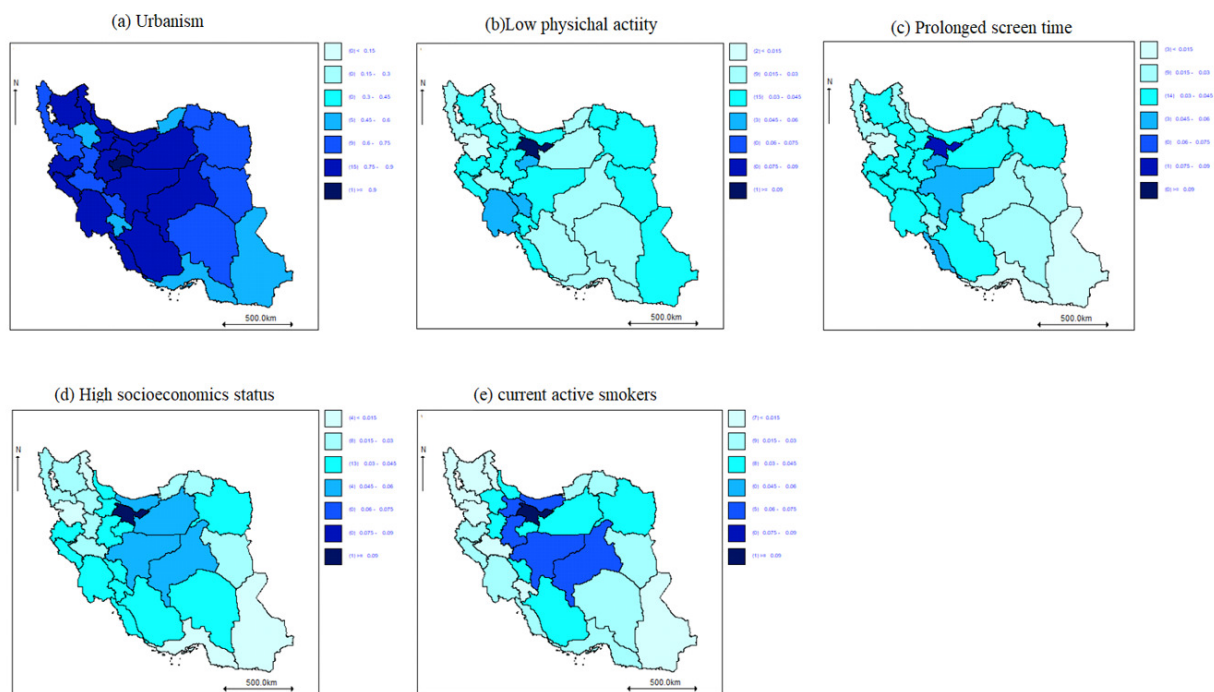 (a) Urbanism
(b)Low physichal actiity
(c) Prolonged screen time
N
(0) < 0.15
(0) 0.15 - 0.3
(0) 0.3 - 0.45
(5) 0.45 - 0.6
(9) 0.6 - 0.75
(15) 0.75 - 0.9
(1) >= 0.9
500.0km
N
(2) < 0.015
(9) 0.015 - 0.03
(15) 0.03 - 0.045
(3) 0.045 - 0.06
(0) 0.06 - 0.075
(0) 0.075 - 0.09
(1) >= 0.09
500.0km
N
(3) < 0.015
(9) 0.015 - 0.03
(14) 0.03 - 0.045
(3) 0.045 - 0.06
(0) 0.06 - 0.075
(1) 0.075 - 0.09
(0) >= 0.09
500.0km
(d) High socioeconomics status
(e) current active smokers
N
(4) < 0.015
(8) 0.015 - 0.03
(13) 0.03 - 0.045
(4) 0.045 - 0.06
(0) 0.06 - 0.075
(0) 0.075 - 0.09
(1) >= 0.09
500.0km
N
(7) < 0.015
(9) 0.015 - 0.03
(8) 0.03 - 0.045
(0) 0.045 - 0.06
(5) 0.06 - 0.075
(0) 0.075 - 0.09
(1) >= 0.09
500.0km